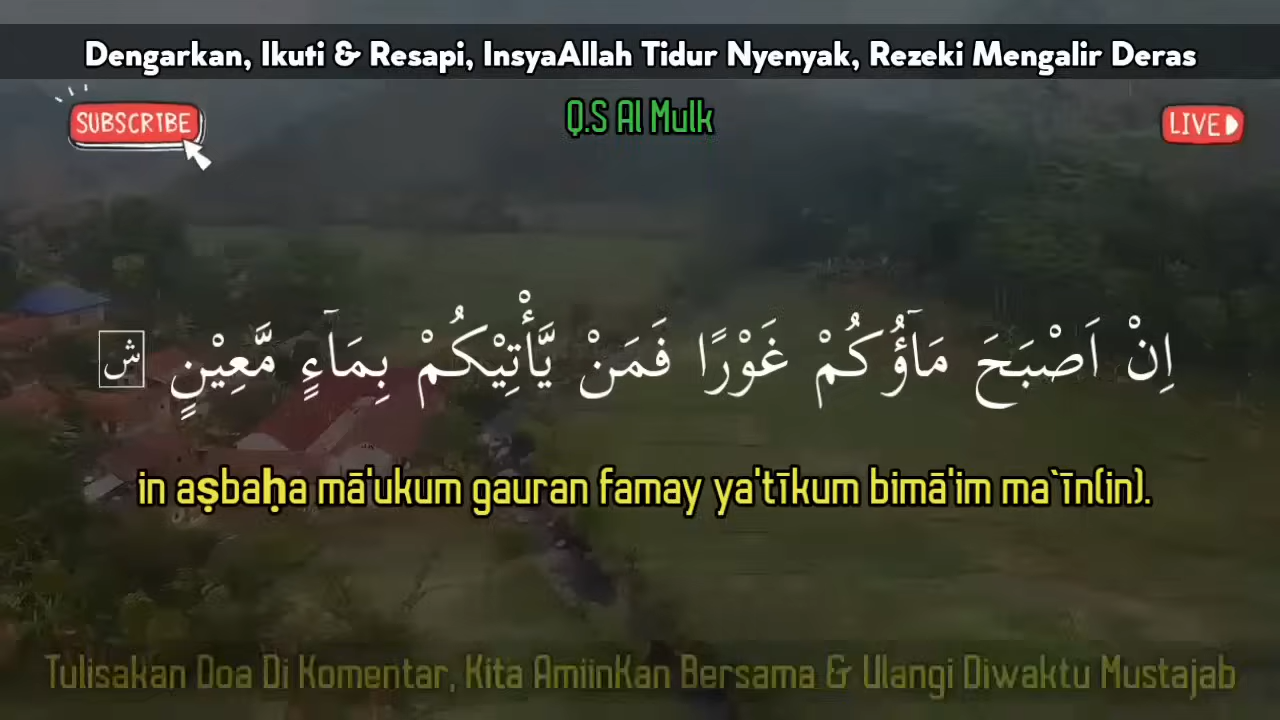 Dengarkan, Ikuti & Resapi, InsyaAllah Tidur Nyenyak, Rezeki Mengalir Deras
SUBSCRIBE
Q.S Al Mulk
LIVE
اِنْ اَصْبَحَ مَاۤؤُكُمْ غَوْرًا فَمَنْ يَّأْتِيْكُمْ بِمَاۤءٍ مَّعِيْنٍ ࣖ
in aṣbaḥa mā'ukum gauran famay ya'tīkum bimā'im ma`īn(in).
Tulisakan Doa Di Komentar, Kita AmiinKan Bersama & Ulangi Diwaktu Mustajab